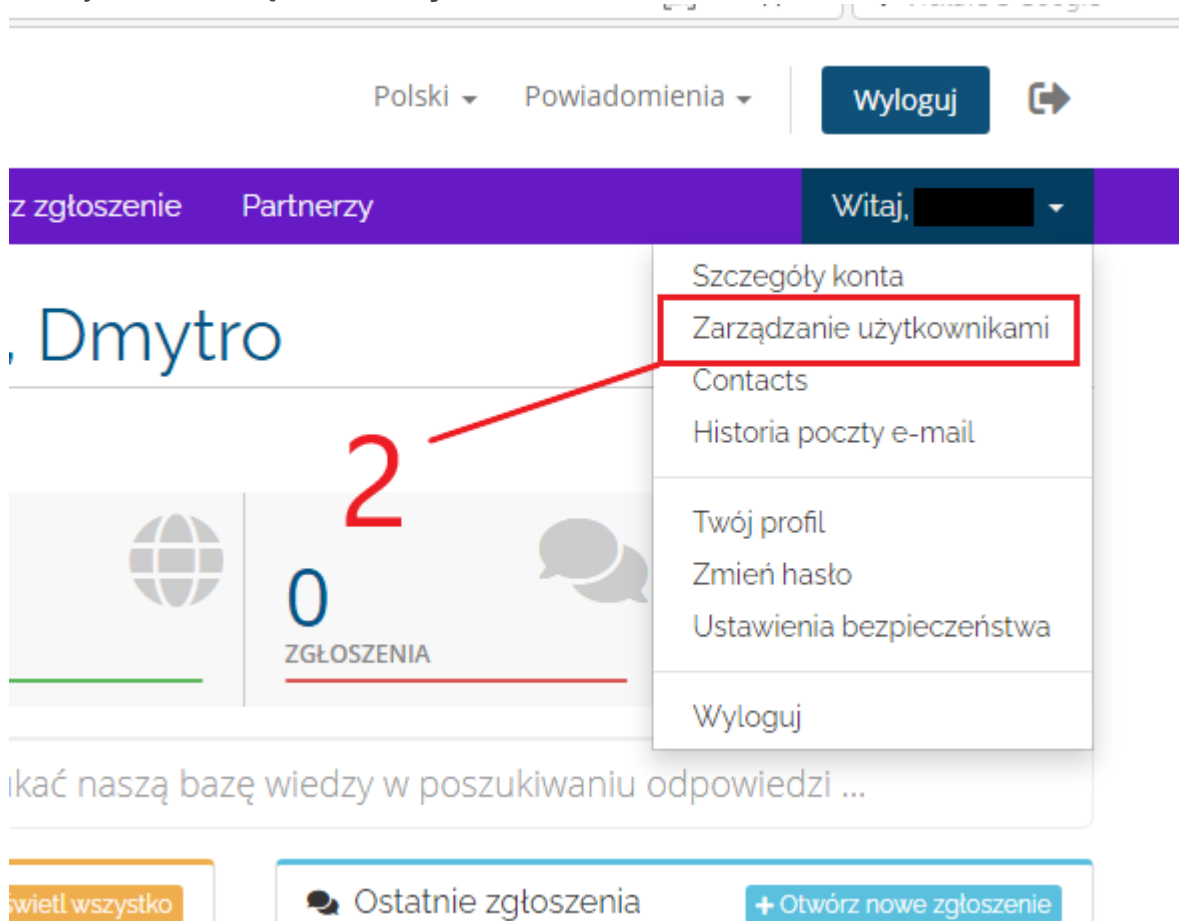 Polski Powiadomienia Wyloguj
z zgłoszenie Partnerzy Witaj,
, Dmytro
Szczegóły konta
Zarządzanie użytkownikami
Contacts
Historia poczty e-mail
Twój profil
Zmień hasło
Ustawienia bezpieczeństwa
Wyloguj
2
0
ZGŁOSZENIA
ukać naszą bazę wiedzy w poszukiwaniu odpowiedzi ...
świetl wszystko
Ostatnie zgłoszenia
+ Otwórz nowe zgłoszenie